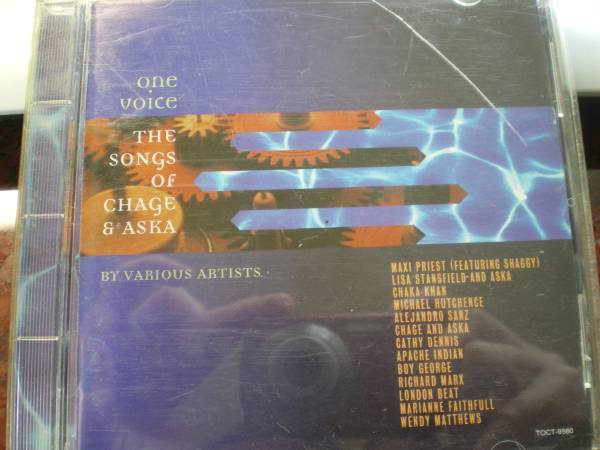 one
voice
THE
SONGS
OF
CHAGE
& ASKA
BY VARIOUS ARTISTS.
MAXI PRIEST (FEATURING SHAGGY)
LISA STANSFIELD AND ASKA
CHAKA KHAN
MICHAEL HUTCHENCE
ALEJANDRO SANZ
CHAGE AND ASKA
CATHY DENNIS
APACHE INDIAN
BOY GEORGE
RICHARD MARX
LONDON BEAT
MARIANNE FAITHFULL
WENDY MATTHEWS
TOCT-9560